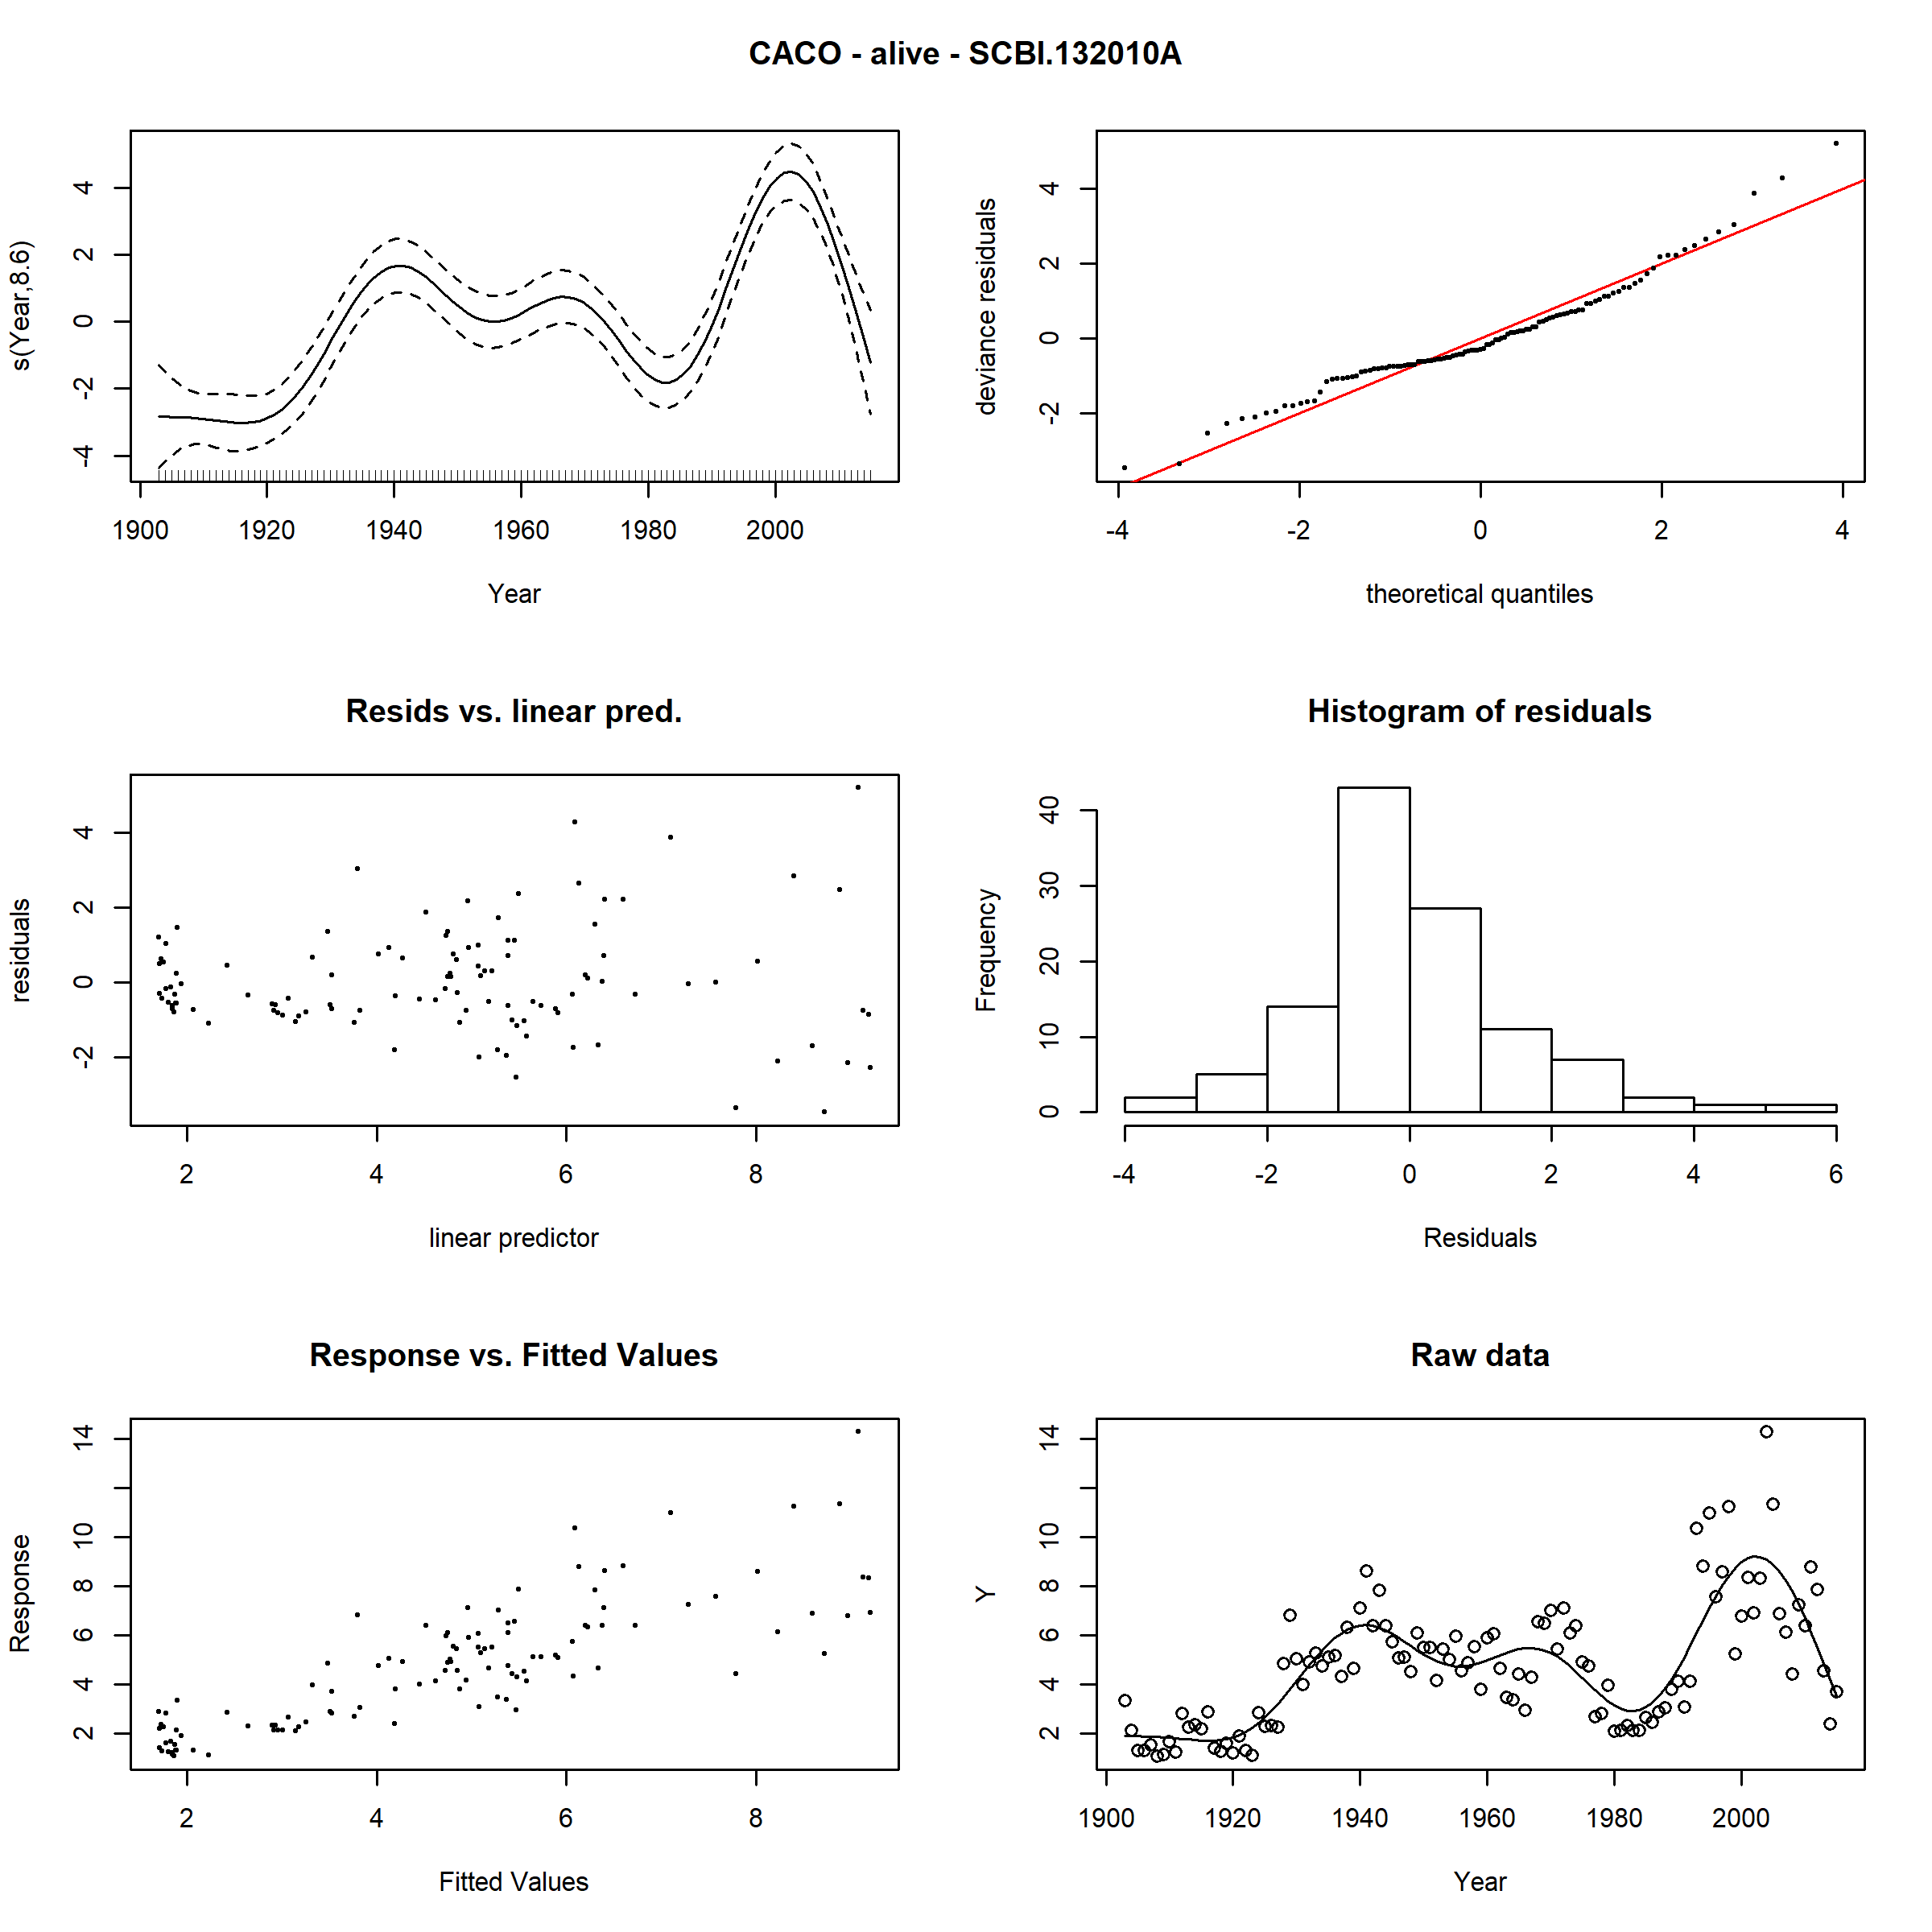 CACO - alive - SCBI.132010A
s(Year,8.6)
4
2
0
-2
-4
1900 1920 1940 1960 1980 2000
Year
deviance residuals
4
2
0
-2
-4 -2 0 2 4
theoretical quantiles
Resids vs. linear pred.
residuals
4
2
0
-2
2 4 6 8
linear predictor
Histogram of residuals
Frequency
40
30
20
10
0
-4 -2 0 2 4 6
Residuals
Response vs. Fitted Values
Response
14
10
8
6
4
2
2 4 6 8
Fitted Values
Raw data
Y
14
10
8
6
4
2
1900 1920 1940 1960 1980 2000
Year